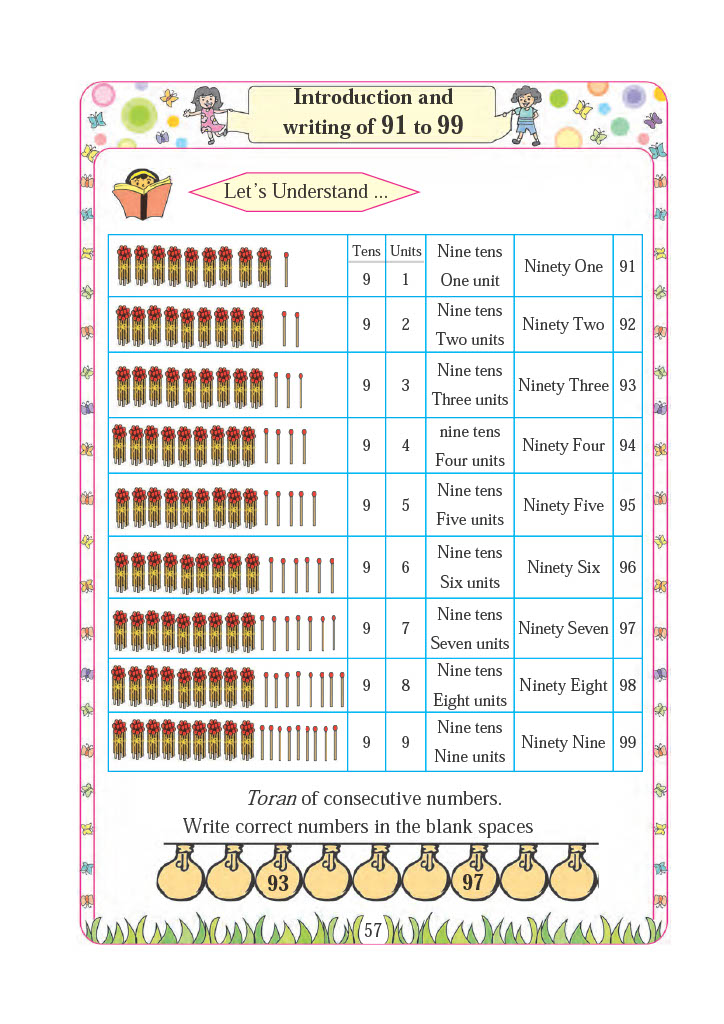 Introduction and
writing of 91 to 99
Let's Understand ...
Tens Units
9 1 Nine tens One unit Ninety One 91
9 2 Nine tens Two units Ninety Two 92
9 3 Nine tens Three units Ninety Three 93
9 4 nine tens Four units Ninety Four 94
9 5 Nine tens Five units Ninety Five 95
9 6 Nine tens Six units Ninety Six 96
9 7 Nine tens Seven units Ninety Seven 97
9 8 Nine tens Eight units Ninety Eight 98
9 9 Nine tens Nine units Ninety Nine 99
Toran of consecutive numbers.
Write correct numbers in the blank spaces
93 97
57